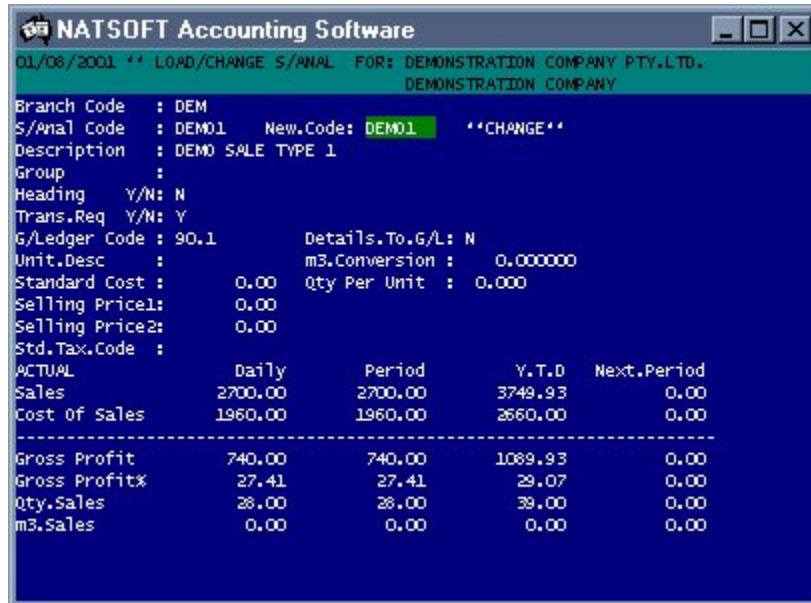 NATSOFT Accounting Software
01/08/2001 ** LOAD/CHANGE S/ANAL FOR: DEMONSTRATION COMPANY PTY.LTD.
DEMONSTRATION COMPANY
Branch Code : DEM
S/Anal Code : DEMO1 New.Code: DEMO1 **CHANGE**
Description : DEMO SALE TYPE 1
Group :
Heading Y/N: N
Trans.Req Y/N: Y
G/Ledger Code : 90.1 Details.To.G/L: N
Unit.Desc : m3.Conversion : 0.000000
Standard Cost : 0.00 Qty Per Unit : 0.000
Selling Price1: 0.00
Selling Price2: 0.00
Std.Tax.Code :
ACTUAL Daily Period Y.T.D Next.Period
Sales 2700.00 2700.00 3749.93 0.00
Cost Of Sales 1960.00 1960.00 2660.00 0.00
Gross Profit 740.00 740.00 1089.93 0.00
Gross Profit% 27.41 27.41 29.07 0.00
Qty.Sales 28.00 28.00 39.00 0.00
m3.Sales 0.00 0.00 0.00 0.00